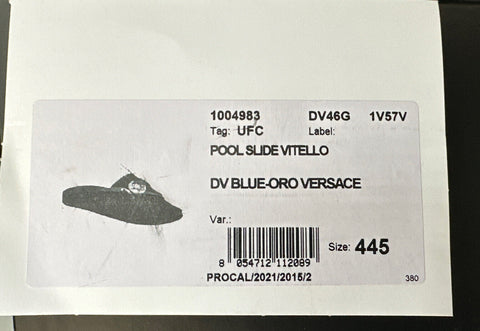 1004983 DV46G 1V57V
Tag: UFC Label:
POOL SLIDE VITELLO
DV BLUE-ORO VERSACE
Var.:
Size: 445
8 054712 112089
PROCAL/2021/2015/2
380